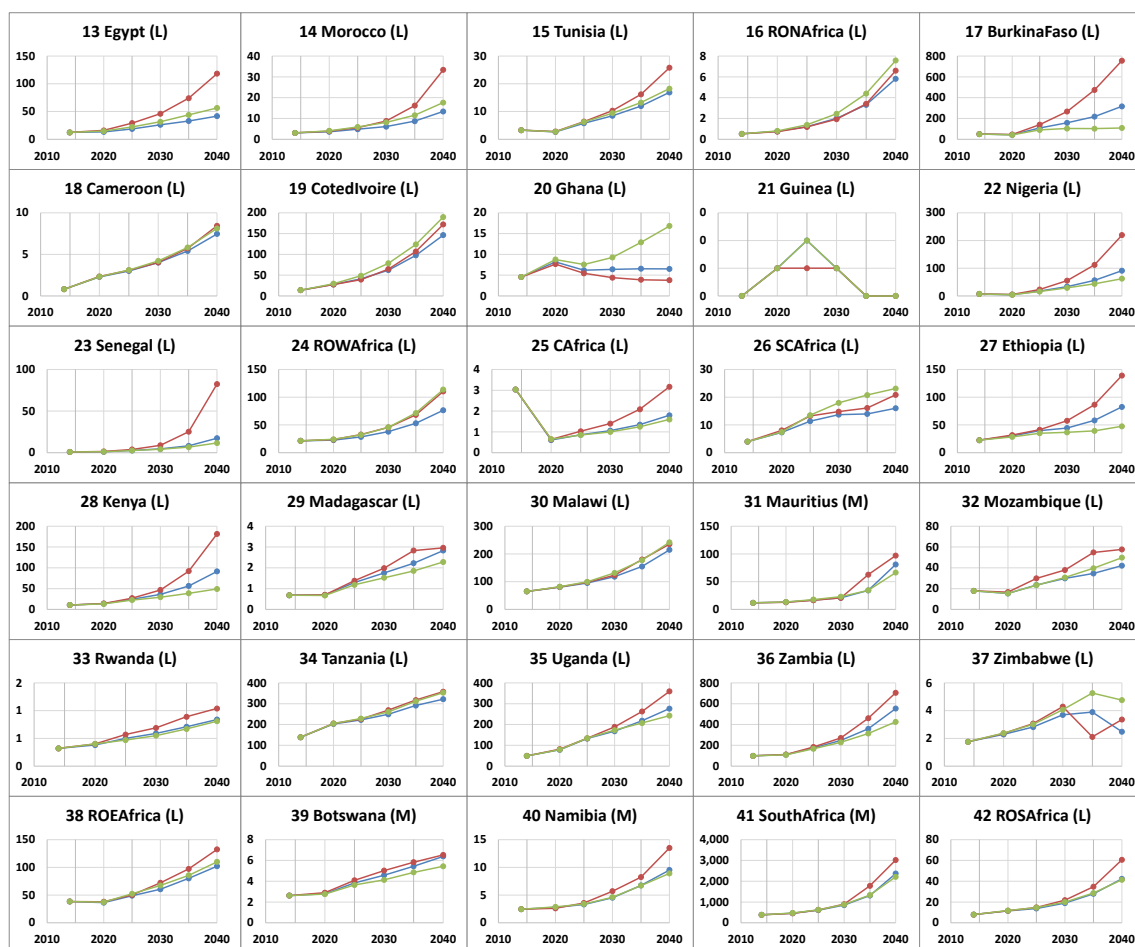 13 Egypt (L)
150
100
50
0
2010 2020 2030 2040
14 Morocco (L)
40
30
20
10
0
2010 2020 2030 2040
15 Tunisia (L)
30
20
10
0
2010 2020 2030 2040
16 RONAfrica (L)
8
6
4
2
0
2010 2020 2030 2040
17 BurkinaFaso (L)
800
600
400
200
0
2010 2020 2030 2040
18 Cameroon (L)
10
5
0
2010 2020 2030 2040
19 CotedIvoire (L)
200
150
100
50
0
2010 2020 2030 2040
20 Ghana (L)
20
15
10
5
0
2010 2020 2030 2040
21 Guinea (L)
0
0
0
0
2010 2020 2030 2040
22 Nigeria (L)
300
200
100
0
2010 2020 2030 2040
23 Senegal (L)
100
50
0
2010 2020 2030 2040
24 ROWAfrica (L)
150
100
50
0
2010 2020 2030 2040
25 CAfrica (L)
4
3
2
1
0
2010 2020 2030 2040
26 SCAfrica (L)
30
20
10
0
2010 2020 2030 2040
27 Ethiopia (L)
150
100
50
0
2010 2020 2030 2040
28 Kenya (L)
200
150
100
50
0
2010 2020 2030 2040
29 Madagascar (L)
4
3
2
1
0
2010 2020 2030 2040
30 Malawi (L)
300
200
100
0
2010 2020 2030 2040
31 Mauritius (M)
150
100
50
0
2010 2020 2030 2040
32 Mozambique (L)
80
60
40
20
0
2010 2020 2030 2040
33 Rwanda (L)
2
1
1
0
2010 2020 2030 2040
34 Tanzania (L)
400
300
200
100
0
2010 2020 2030 2040
35 Uganda (L)
400
300
200
100
0
2010 2020 2030 2040
36 Zambia (L)
800
600
400
200
0
2010 2020 2030 2040
37 Zimbabwe (L)
6
4
2
0
2010 2020 2030 2040
38 ROEAfrica (L)
150
100
50
0
2010 2020 2030 2040
39 Botswana (M)
8
6
4
2
0
2010 2020 2030 2040
40 Namibia (M)
15
10
5
0
2010 2020 2030 2040
41 SouthAfrica (M)
4,000
3,000
2,000
1,000
0
2010 2020 2030 2040
42 ROSAfrica (L)
80
60
40
20
0
2010 2020 2030 2040